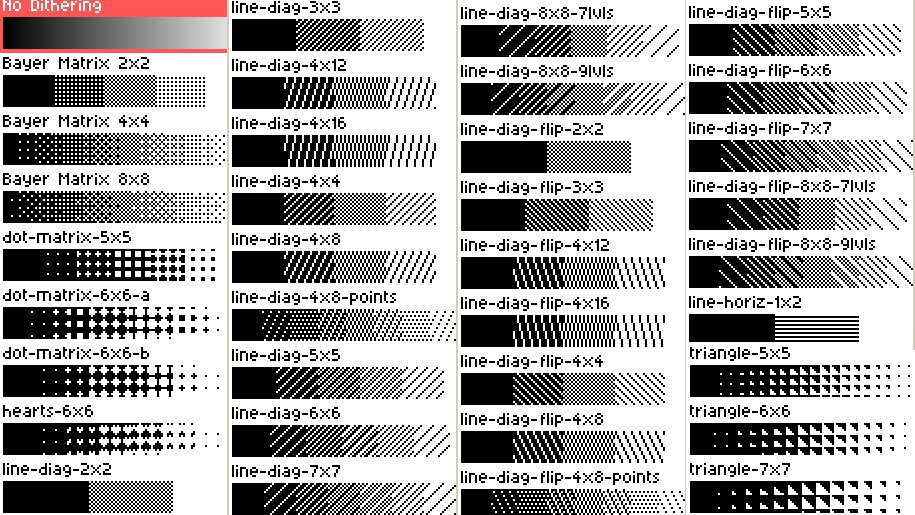 No Dithering
Bayer Matrix 2x2
Bayer Matrix 4x4
Bayer Matrix 8x8
dot-matrix-5x5
dot-matrix-6x6-a
dot-matrix-6x6-b
hearts-6x6
line-diag-2x2
line-diag-3x3
line-diag-4x12
line-diag-4x16
line-diag-4x4
line-diag-4x8
line-diag-4x8-points
line-diag-5x5
line-diag-6x6
line-diag-7x7
line-diag-8x8-7lvls
line-diag-8x8-9lvls
line-diag-flip-2x2
line-diag-flip-3x3
line-diag-flip-4x12
line-diag-flip-4x16
line-diag-flip-4x4
line-diag-flip-4x8
line-diag-flip-4x8-points
line-diag-flip-5x5
line-diag-flip-6x6
line-diag-flip-7x7
line-diag-flip-8x8-7lvls
line-diag-flip-8x8-9lvls
line-horiz-1x2
triangle-5x5
triangle-6x6
triangle-7x7